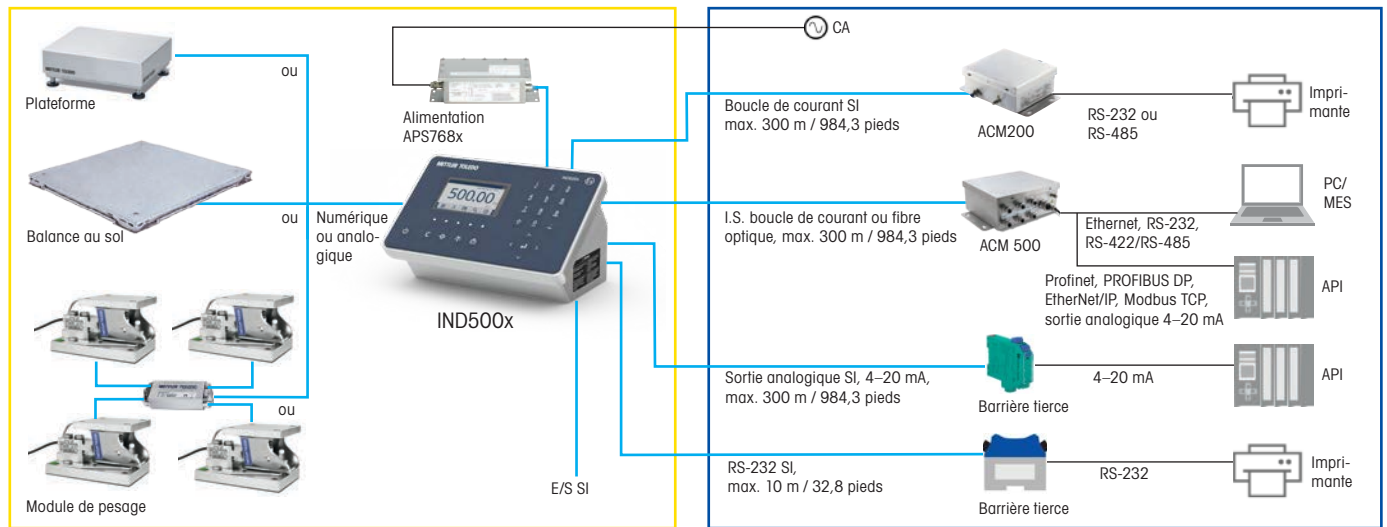 Plateforme
ou
Balance au sol
ou
Numérique
ou analo-
gique
METTLER TOLEDO
ou
Module de pesage
Alimentation
APS768x
METTLER TOLEDO
500.00
IND500x
E/S SI
CA
Boucle de courant SI
max. 300 m / 984,3 pieds
ACM200
RS-232 ou
RS-485
Impri-
mante
I.S. boucle de courant ou fibre
optique, max. 300 m / 984,3 pieds
ACM 500
Ethernet, RS-232,
RS-422/RS-485
PC/
MES
Profinet, PROFIBUS DP,
EtherNet/IP, Modbus TCP,
sortie analogique 4–20 mA
API
Sortie analogique SI, 4–20 mA,
max. 300 m / 984,3 pieds
Barrière tierce
4–20 mA
API
RS-232 SI,
max. 10 m / 32,8 pieds
Barrière tierce
RS-232
Impri-
mante